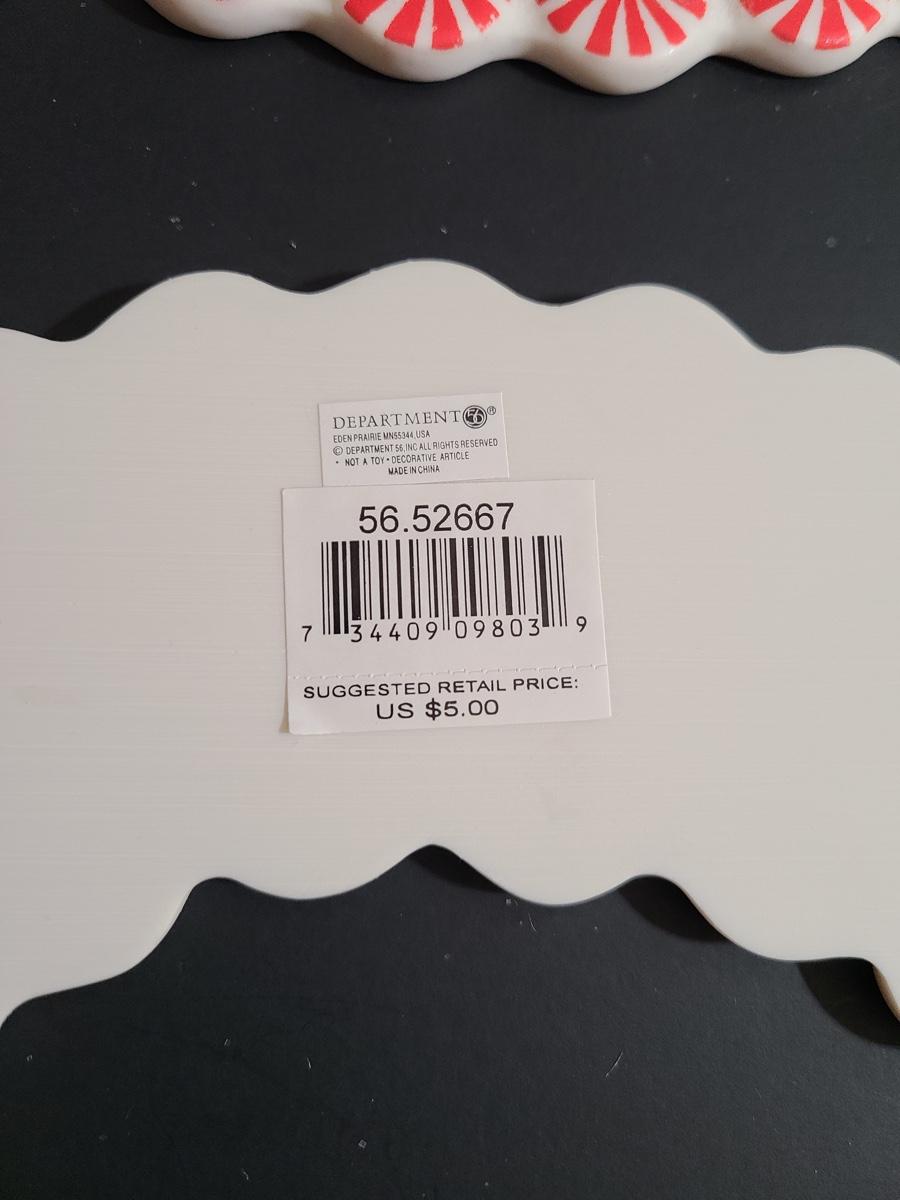 DEPARTMENT 56®
EDEN PRAIRIE MN55344,USA
© DEPARTMENT 56,INC ALL RIGHTS RESERVED
• NOT A TOY • DECORATIVE ARTICLE
MADE IN CHINA
56.52667
7 34409 09803 9
SUGGESTED RETAIL PRICE:
US $5.00